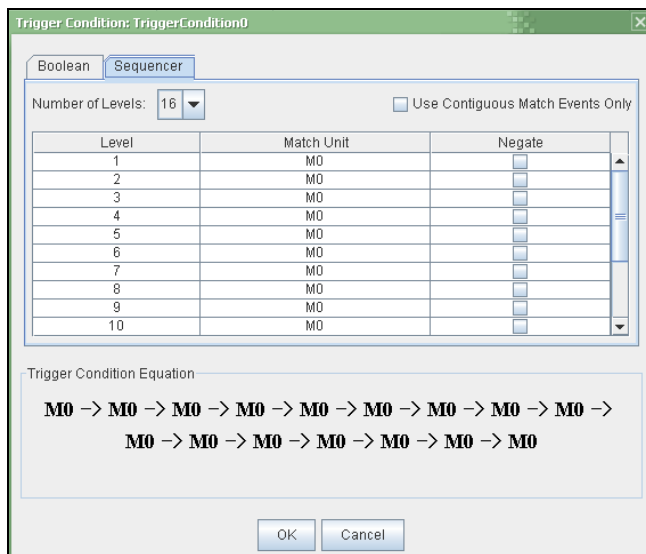 Trigger Condition: TriggerCondition0
Boolean Sequencer
Number of Levels: 16 Use Contiguous Match Events Only
Level Match Unit Negate
1 M0
2 M0
3 M0
4 M0
5 M0
6 M0
7 M0
8 M0
9 M0
10 M0
Trigger Condition Equation
M0 -> M0 -> M0 -> M0 -> M0 -> M0 -> M0 -> M0 -> M0 ->
M0 -> M0 -> M0 -> M0 -> M0 -> M0 -> M0
OK Cancel